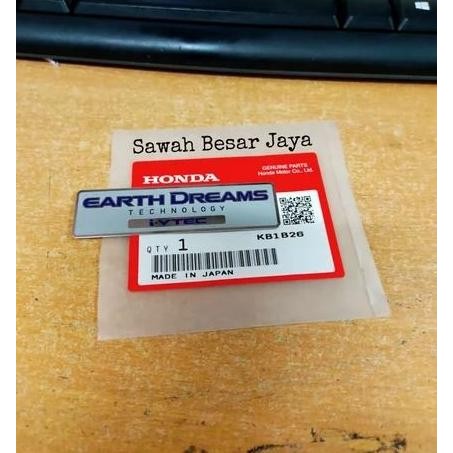 Sawah Besar Jaya
HONDA
GENUINE PARTS
Honda Motor Co., Ltd.
EARTH DREAMS
TECHNOLOGY
i-VTEC
QTY 1
KB1B26
MADE IN JAPAN